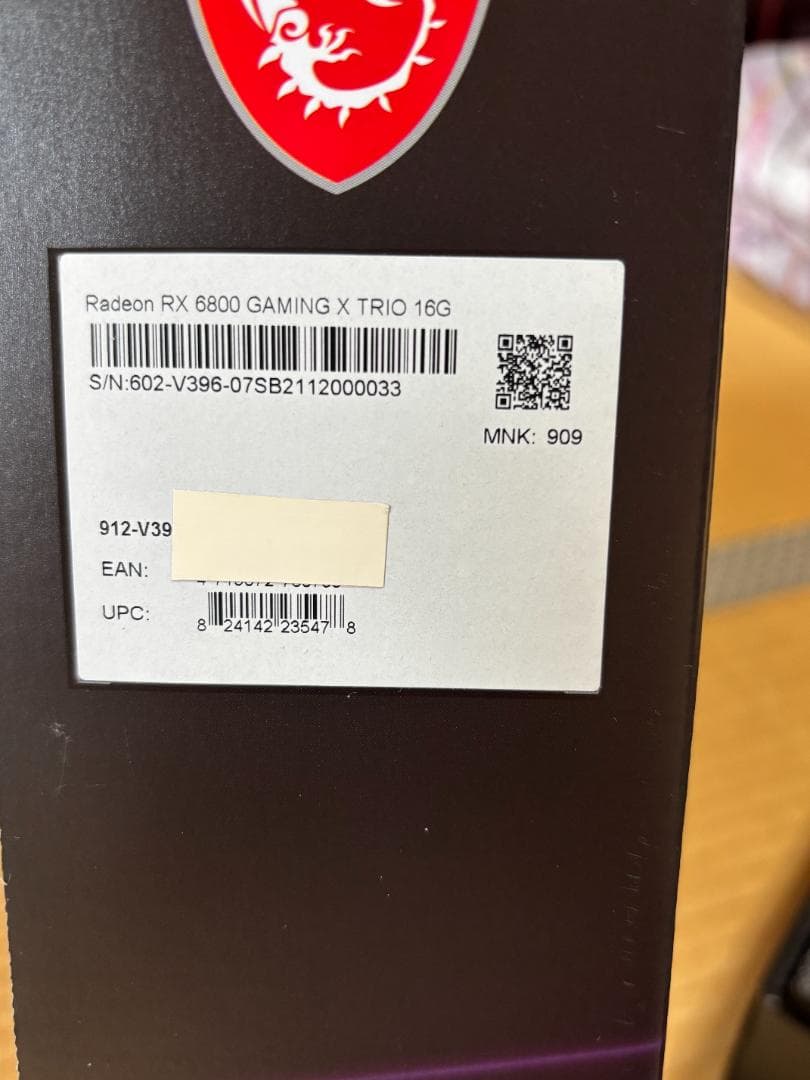 Radeon RX 6800 GAMING X TRIO 16G
S/N:602-V396-07SB2112000033
MNK: 909
912-V39
EAN:
UPC:
8 24142 23547 8